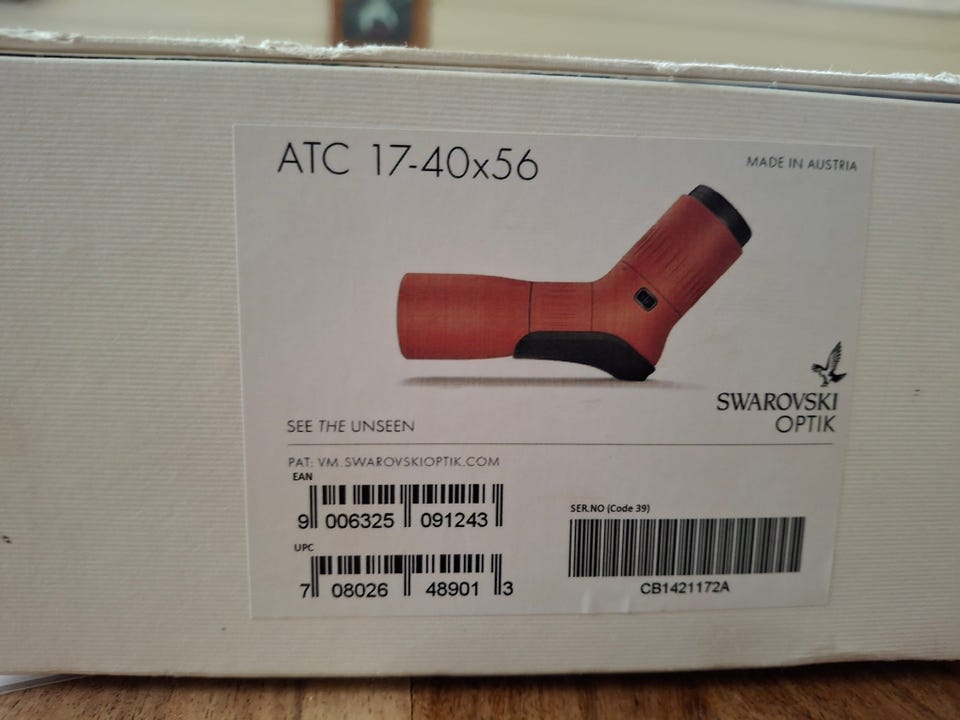 ATC 17-40x56
MADE IN AUSTRIA
SWAROVSKI
OPTIK
SEE THE UNSEEN
PAT: VM.SWAROVSKIOPTIK.COM
EAN
9 006325 091243
SER.NO (Code 39)
CB1421172A
UPC
7 08026 48901 3